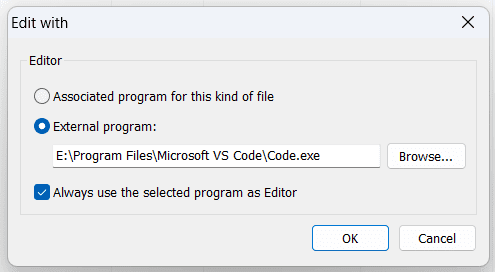 Edit with
Editor
Associated program for this kind of file
External program:
E:\Program Files\Microsoft VS Code\Code.exe
Browse...
Always use the selected program as Editor
OK
Cancel